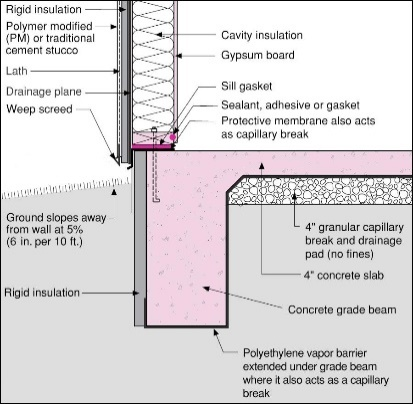 Rigid insulation
Polymer modified
(PM) or traditional
cement stucco
Lath
Drainage plane
Weep screed
Cavity insulation
Gypsum board
Sill gasket
Sealant, adhesive or gasket
Protective membrane also acts
as capillary break
Ground slopes away
from wall at 5%
(6 in. per 10 ft.)
4" granular capillary
break and drainage
pad (no fines)
4" concrete slab
Rigid insulation
Concrete grade beam
Polyethylene vapor barrier
extended under grade beam
where it also acts as a capillary
break